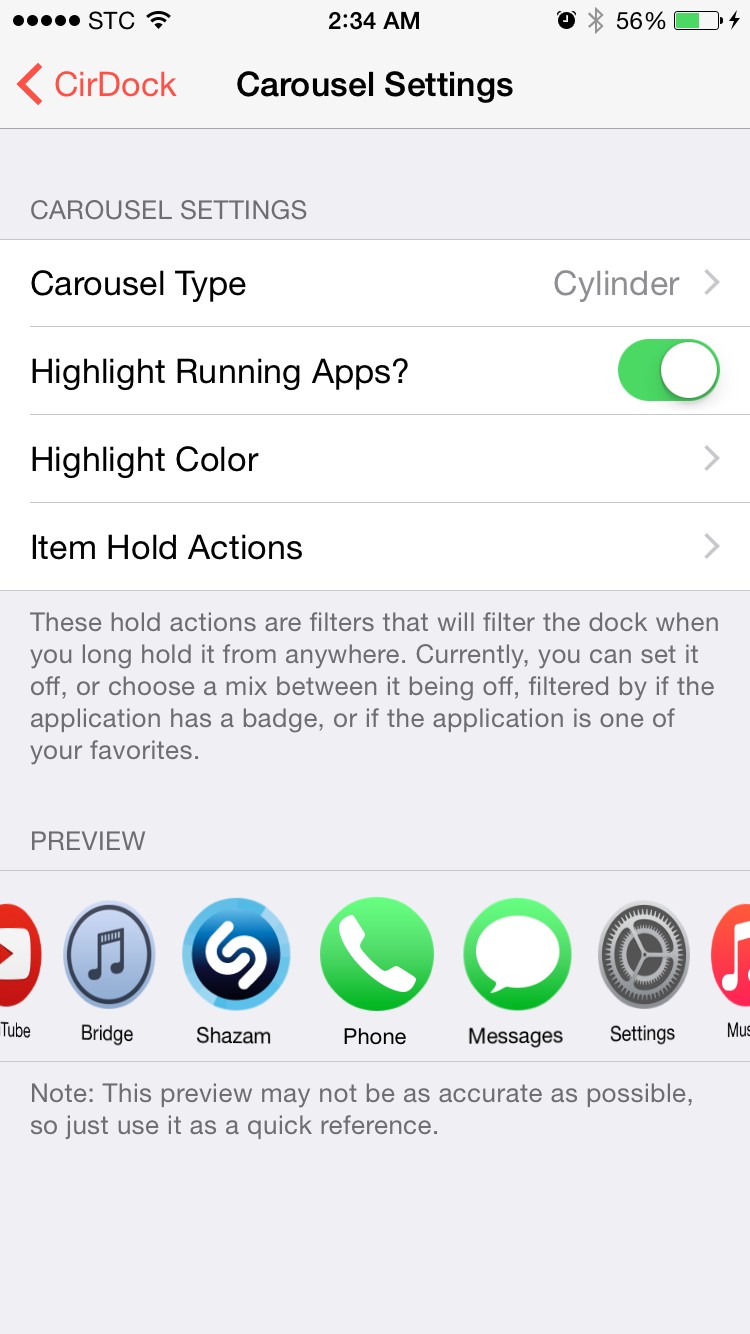 STC 2:34 AM 56%
CirDock Carousel Settings
CAROUSEL SETTINGS
Carousel Type Cylinder
Highlight Running Apps?
Highlight Color
Item Hold Actions
These hold actions are filters that will filter the dock when
you long hold it from anywhere. Currently, you can set it
off, or choose a mix between it being off, filtered by if the
application has a badge, or if the application is one of
your favorites.
PREVIEW
Tube Bridge Shazam Phone Messages Settings Mus
Note: This preview may not be as accurate as possible,
so just use it as a quick reference.